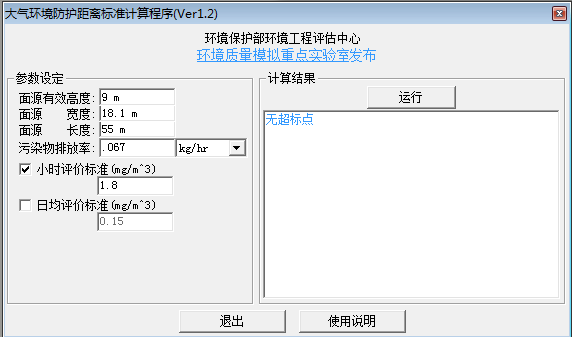 大气环境防护距离标准计算程序(Ver1.2)
环境保护部环境工程评估中心
环境质量模拟重点实验室发布
参数设定
面源有效高度: 9 m
面源 宽度: 18.1 m
面源 长度: 55 m
污染物排放率: .067 kg/hr
小时评价标准(mg/m^3)
1.8
日均评价标准(mg/m^3)
0.15
计算结果
运行
无超标点
退出 使用说明